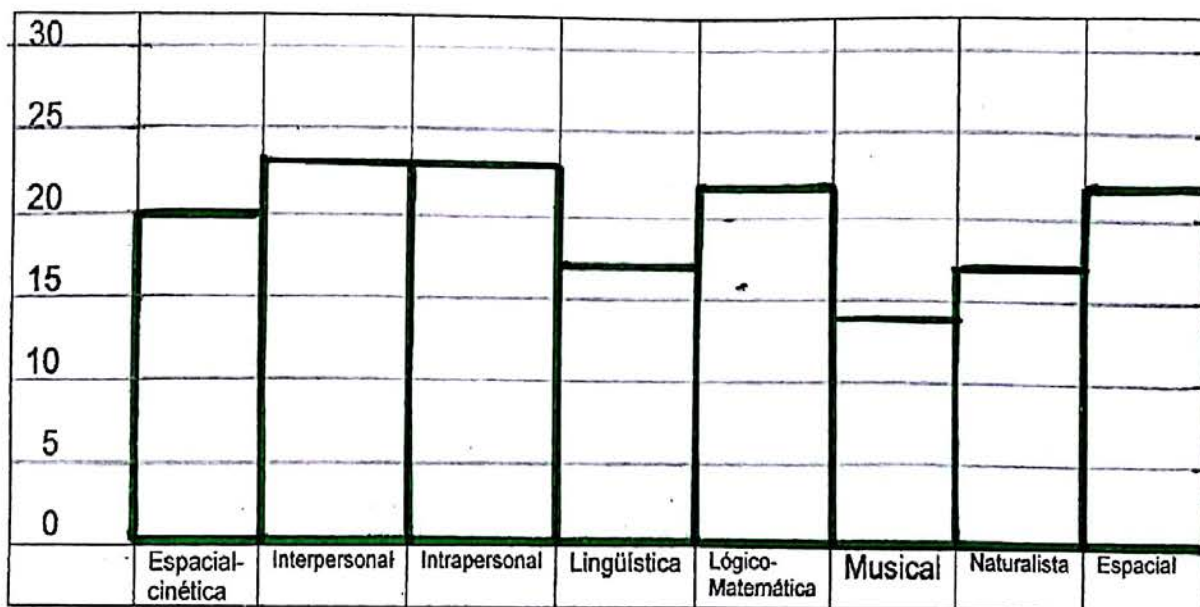 30
25
20
15
10
5
0
Espacial-
cinética
Interpersonal
Intrapersonal
Lingüística
Lógico-
Matemática
Musical
Naturalista
Espacial